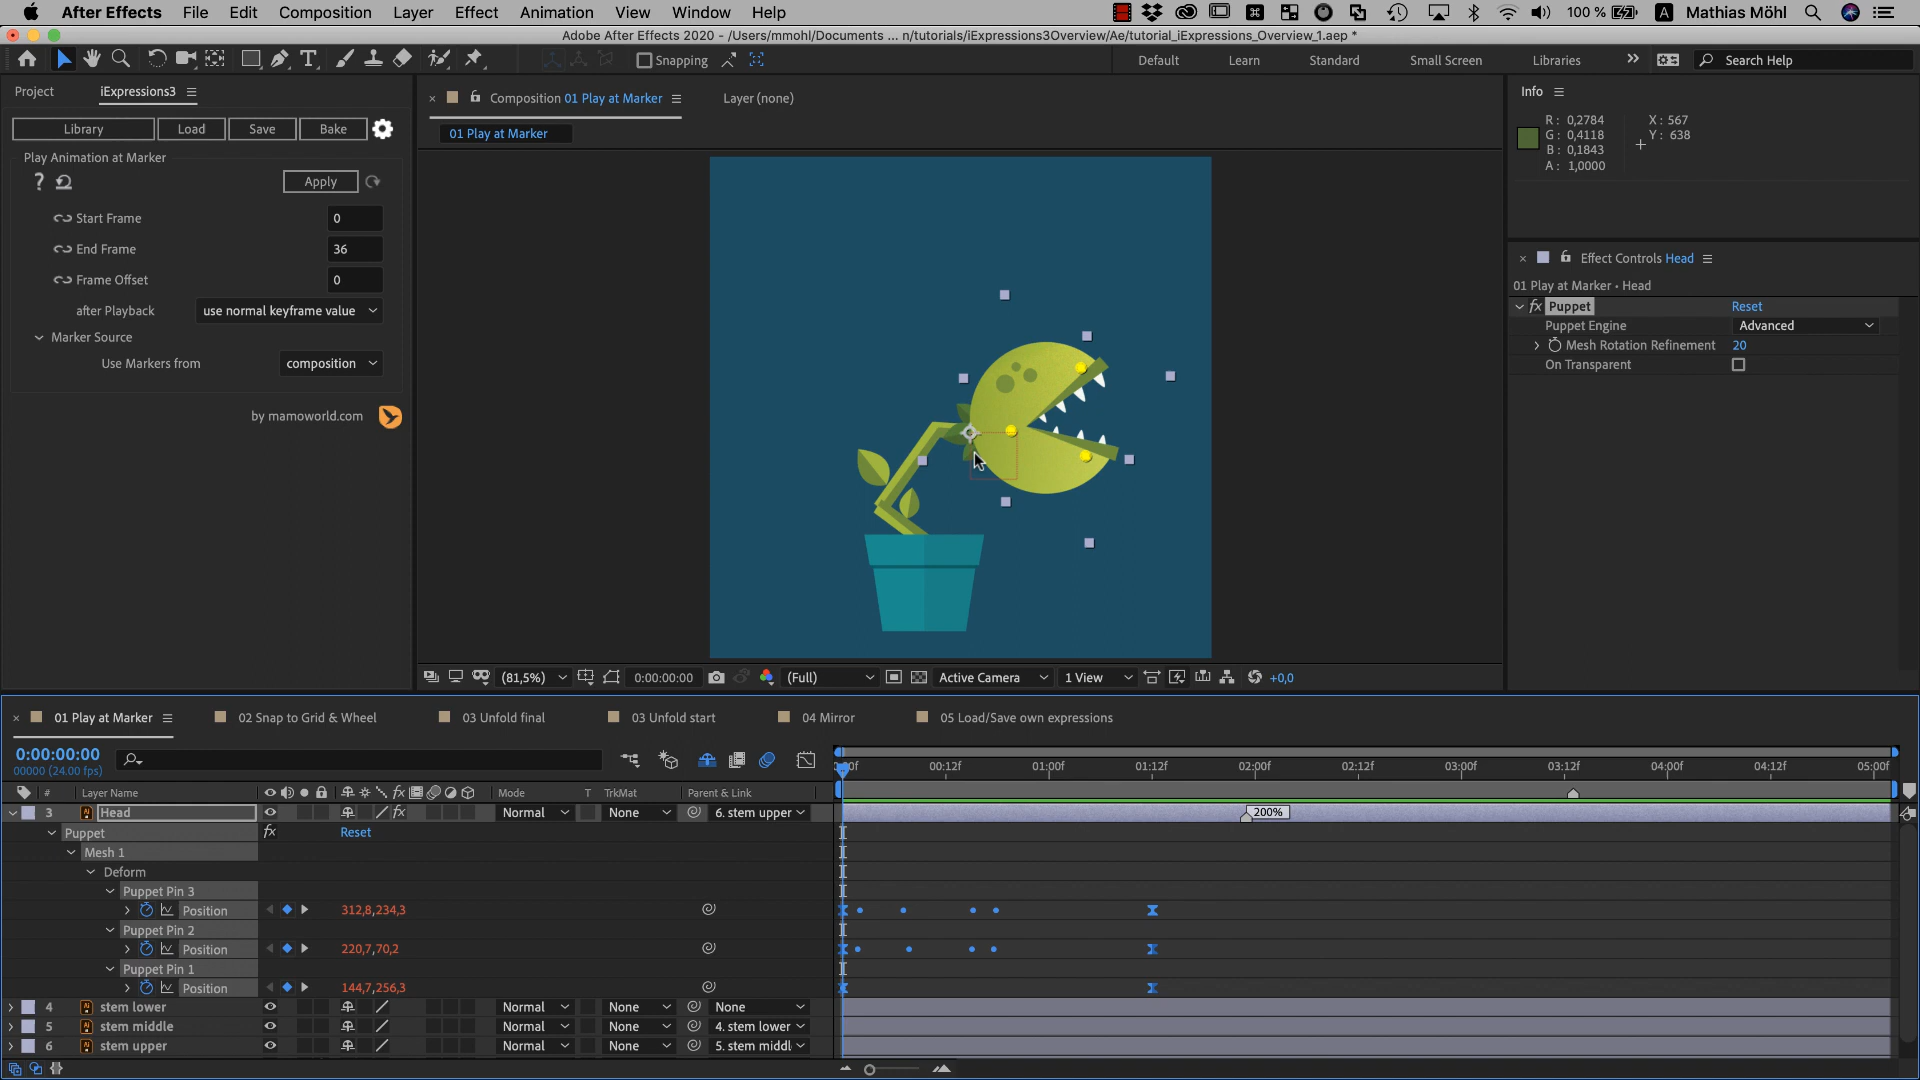 After Effects File Edit Composition Layer Effect Animation View Window Help 100 % A Mathias Möhl
Adobe After Effects 2020 - /Users/mmohl/Documents ... n/tutorials/iExpressions3Overview/Ae/tutorial_iExpressions_Overview_1.aep *
Snapping Default Learn Standard Small Screen Libraries Search Help
Project iExpressions3
Composition 01 Play at Marker Layer (none)
Info
Library Load Save Bake
01 Play at Marker
R: 0,2784 X: 567
G: 0,4118 Y: 638
B: 0,1843
A: 1,0000
Play Animation at Marker
? Apply
Start Frame 0
End Frame 36
Frame Offset 0
after Playback use normal keyframe value
Marker Source
Use Markers from composition
by mamoworld.com
Effect Controls Head
01 Play at Marker • Head
fx Puppet Reset
Puppet Engine Advanced
Mesh Rotation Refinement 20
On Transparent
(81,5%) 0:00:00:00 (Full) Active Camera 1 View +0,0
01 Play at Marker 02 Snap to Grid & Wheel 03 Unfold final 03 Unfold start 04 Mirror 05 Load/Save own expressions
0:00:00:00
00000 (24.00 fps)
00:12f 01:00f 01:12f 02:00f 02:12f 03:00f 03:12f 04:00f 04:12f 05:00f
# Layer Name fx Mode T TrkMat Parent & Link
3 Ai Head fx Normal None 6. stem upper 200%
Puppet fx Reset
Mesh 1
Deform
Puppet Pin 3
Position 312,8,234,3
Puppet Pin 2
Position 220,7,70,2
Puppet Pin 1
Position 144,7,256,3
4 Ai stem lower Normal None None
5 Ai stem middle Normal None 4. stem lower
6 Ai stem upper Normal None 5. stem middl